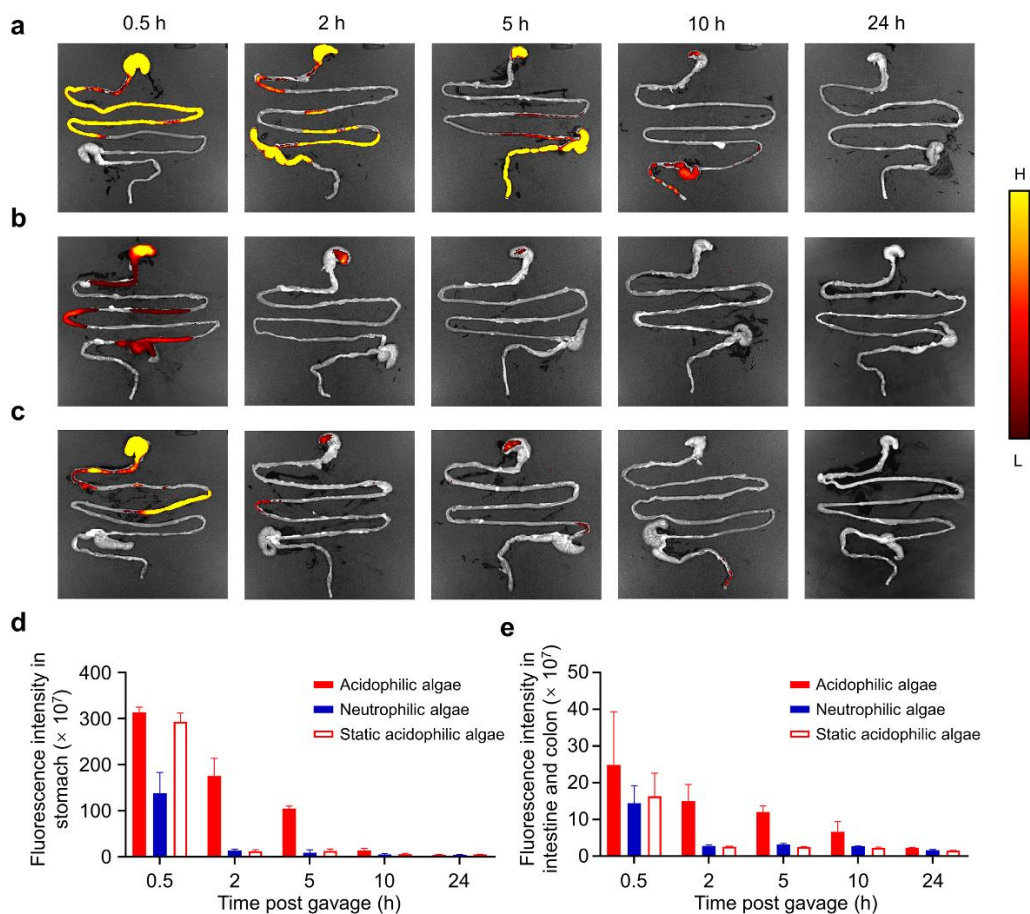 a
0.5 h 2 h 5 h 10 h 24 h
H
b
L
c
d
Fluorescence intensity in
stomach (× 10⁷)
400
300
200
100
0
Acidophilic algae
Neutrophilic algae
Static acidophilic algae
0.5 2 5 10 24
Time post gavage (h)
e
Fluorescence intensity in
intestine and colon (× 10⁷)
50
40
30
20
10
0
Acidophilic algae
Neutrophilic algae
Static acidophilic algae
0.5 2 5 10 24
Time post gavage (h)